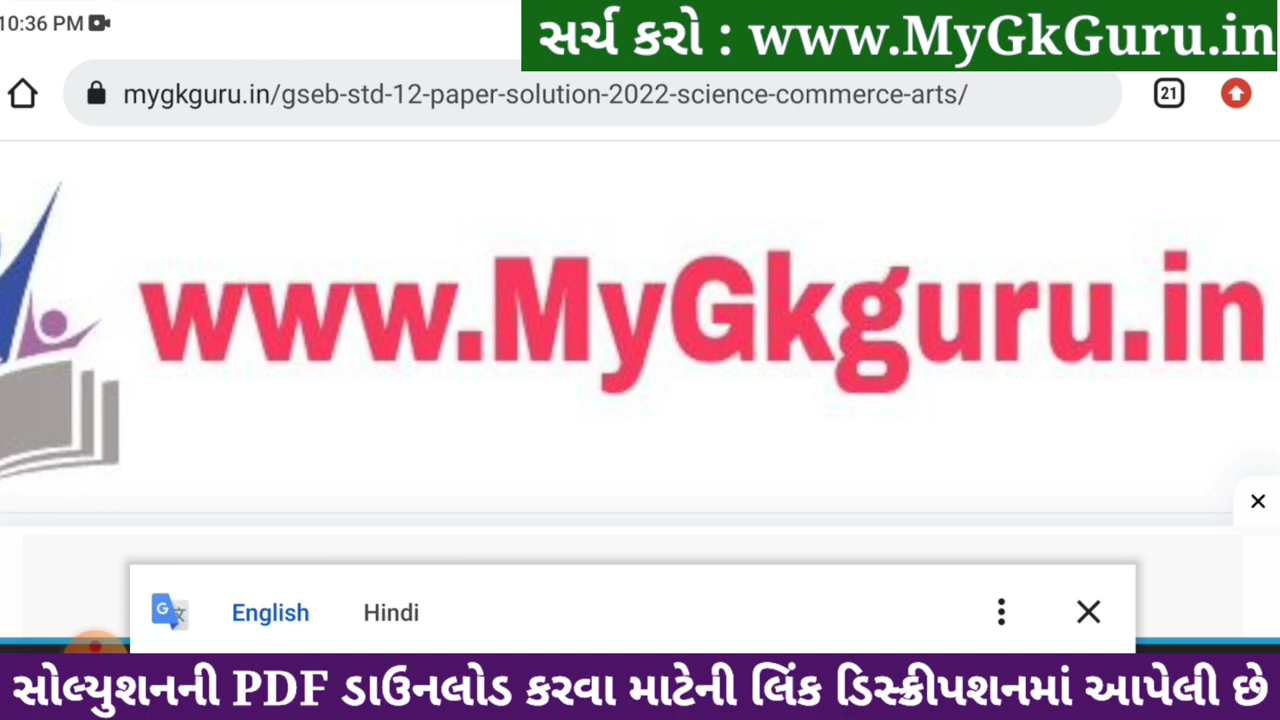 10:36 PM
સર્ચ કરો : www.MyGkGuru.in
mygkguru.in/gseb-std-12-paper-solution-2022-science-commerce-arts/
21
www.MyGkguru.in
English Hindi
સોલ્યુશનની PDF ડાઉનલોડ કરવા માટેની લિંક ડિસ્ક્રીપશનમાં આપેલી છે